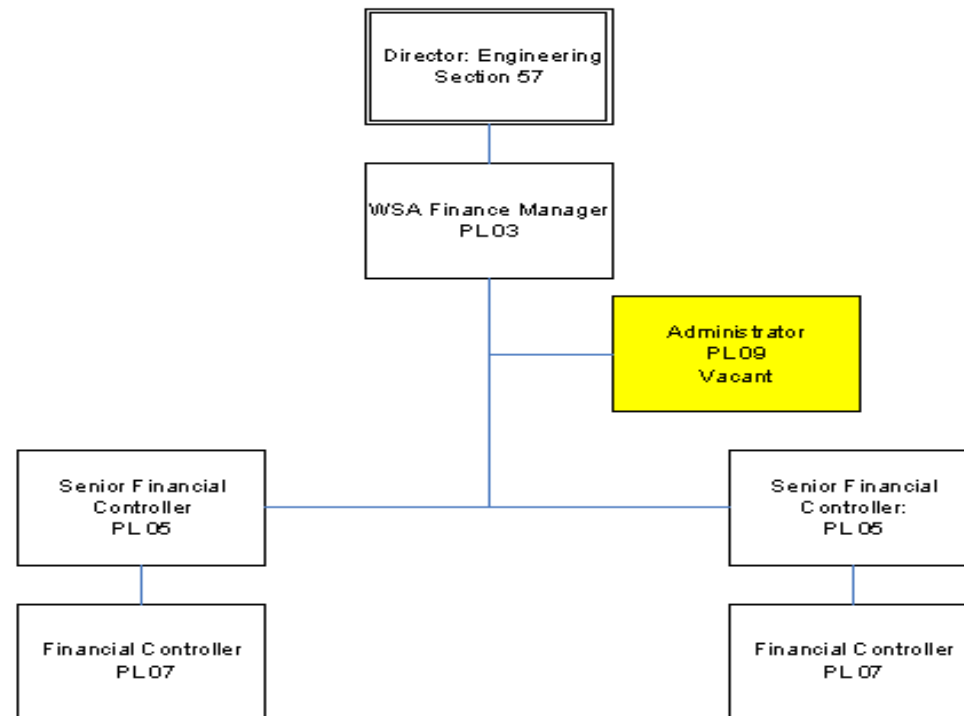 Director: Engineering
Section 57
WSA Finance Manager
PL03
Administrator
PL09
Vacant
Senior Financial
Controller
PL05
Senior Financial
Controller:
PL05
Financial Controller
PL07
Financial Controller
PL07